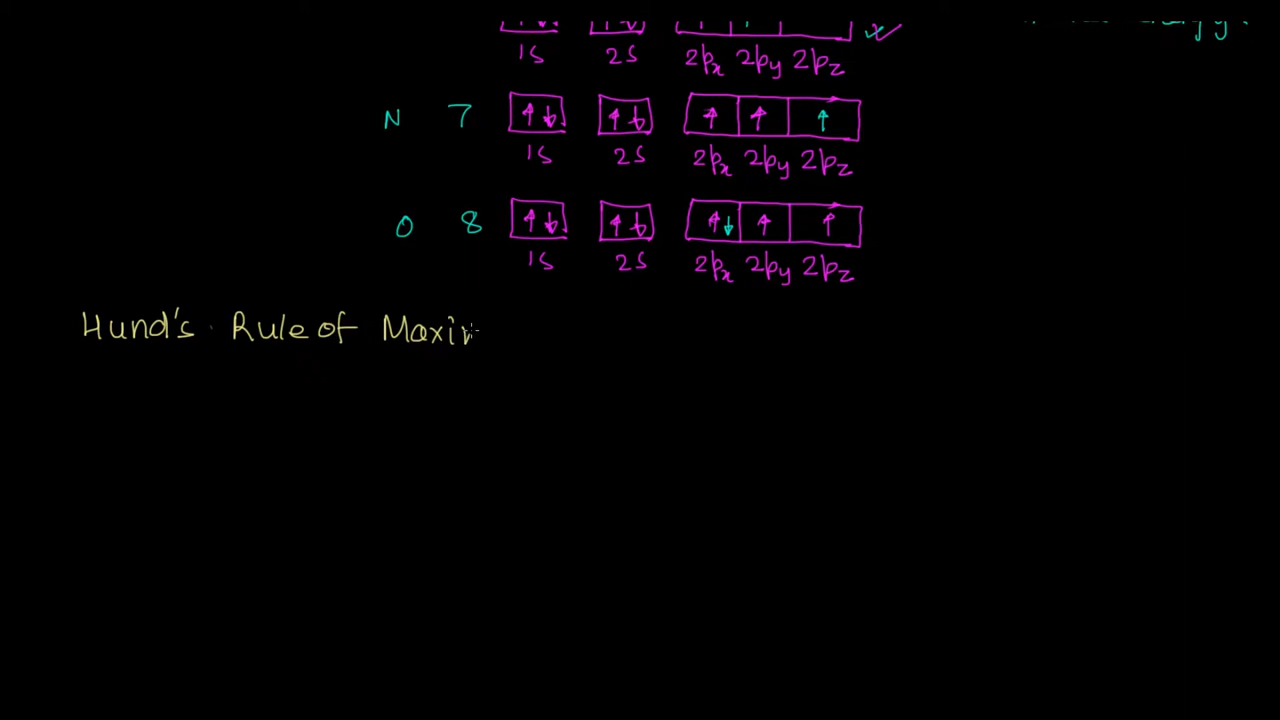 1s 2s 2px 2py 2pz
N 7 ↑↓ ↑↓ ↑ ↑ ↑
1s 2s 2px 2py 2pz
O 8 ↑↓ ↑↓ ↑↓ ↑ ↑
1s 2s 2px 2py 2pz
Hund's Rule of Maxi